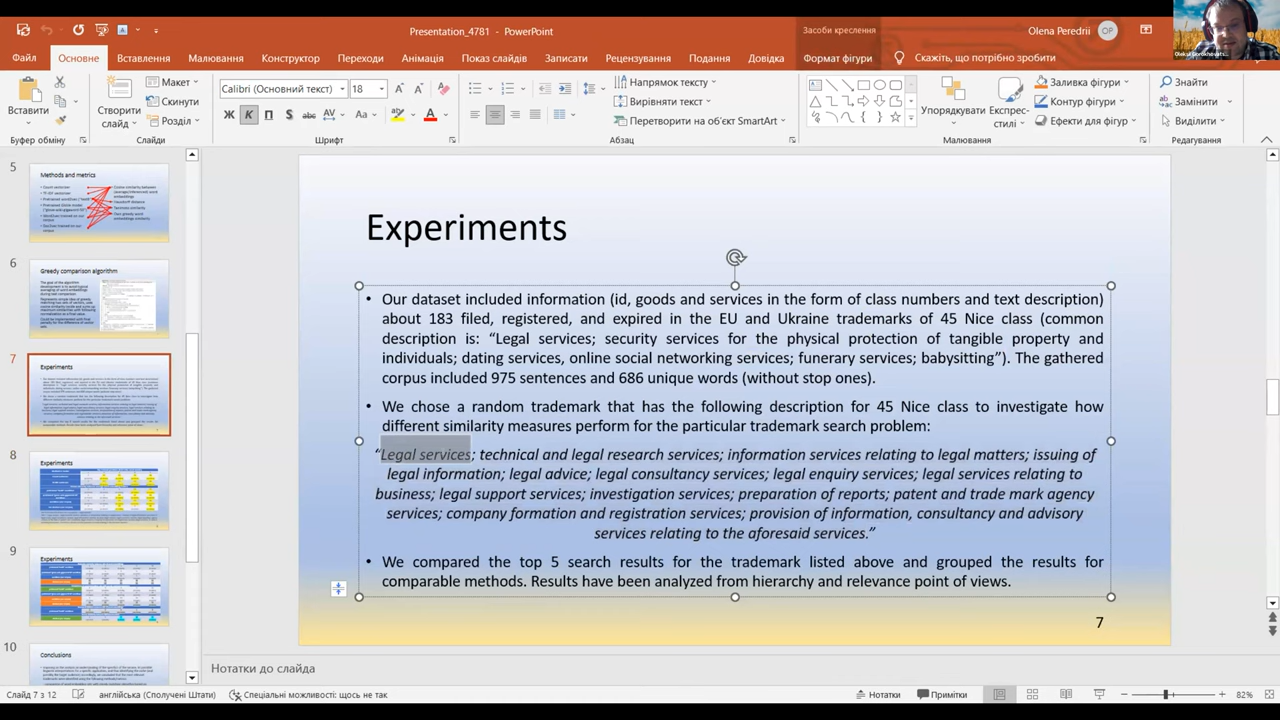 Presentation_4781 - PowerPoint
Засоби креслення
Olena Peredrii
OP
Файл Основне Вставлення Малювання Конструктор Переходи Анімація Показ слайдів Записати Рецензування Подання Довідка Формат фігури Скажіть, що потрібно зробити
Вставити
Буфер обміну
Створити слайд
Макет
Скинути
Розділ
Слайди
Calibri (Основний текст) 18
Ж К П S abc AV Aa A
Шрифт
Напрямок тексту
Вирівняти текст
Перетворити на об'єкт SmartArt
Абзац
Упорядкувати
Експрес-стилі
Заливка фігури
Контур фігури
Ефекти для фігур
Малювання
Знайти
Замінити
Виділити
Редагування
5
Methods and metrics
6
Greedy comparison algorithm
7
Experiments
8
Experiments
9
Experiments
10
Conclusions
Experiments
• Our dataset included information (id, goods and services in the form of class numbers and text description)
about 183 filed, registered, and expired in the EU and Ukraine trademarks of 45 Nice class (common
description is: “Legal services; security services for the physical protection of tangible property and
individuals; dating services, online social networking services; funerary services; babysitting”). The gathered
corpus included 975 sentences and 686 unique words (without stop ones).
We chose a random trademark that has the following description for 45 Nice class to investigate how
different similarity measures perform for the particular trademark search problem:
“Legal services; technical and legal research services; information services relating to legal matters; issuing of
legal information; legal advice; legal consultancy services; legal enquiry services; legal services relating to
business; legal support services; investigation services; preparation of reports; patent and trade mark agency
services; company formation and registration services; provision of information, consultancy and advisory
services relating to the aforesaid services.”
• We compared the top 5 search results for the trademark listed above and grouped the results for
comparable methods. Results have been analyzed from hierarchy and relevance point of views.
7
Нотатки до слайда
Слайд 7 з 12 англійська (Сполучені Штати) Спеціальні можливості: щось не так Нотатки Примітки 82%